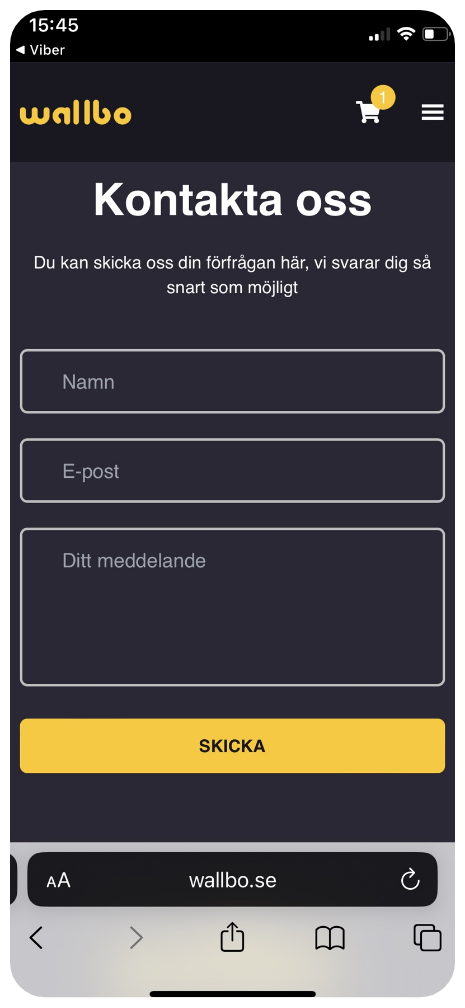 15:45
◀ Viber
wallbo
1
Kontakta oss
Du kan skicka oss din förfrågan här, vi svarar dig så
snart som möjligt
Namn
E-post
Ditt meddelande
SKICKA
AA wallbo.se